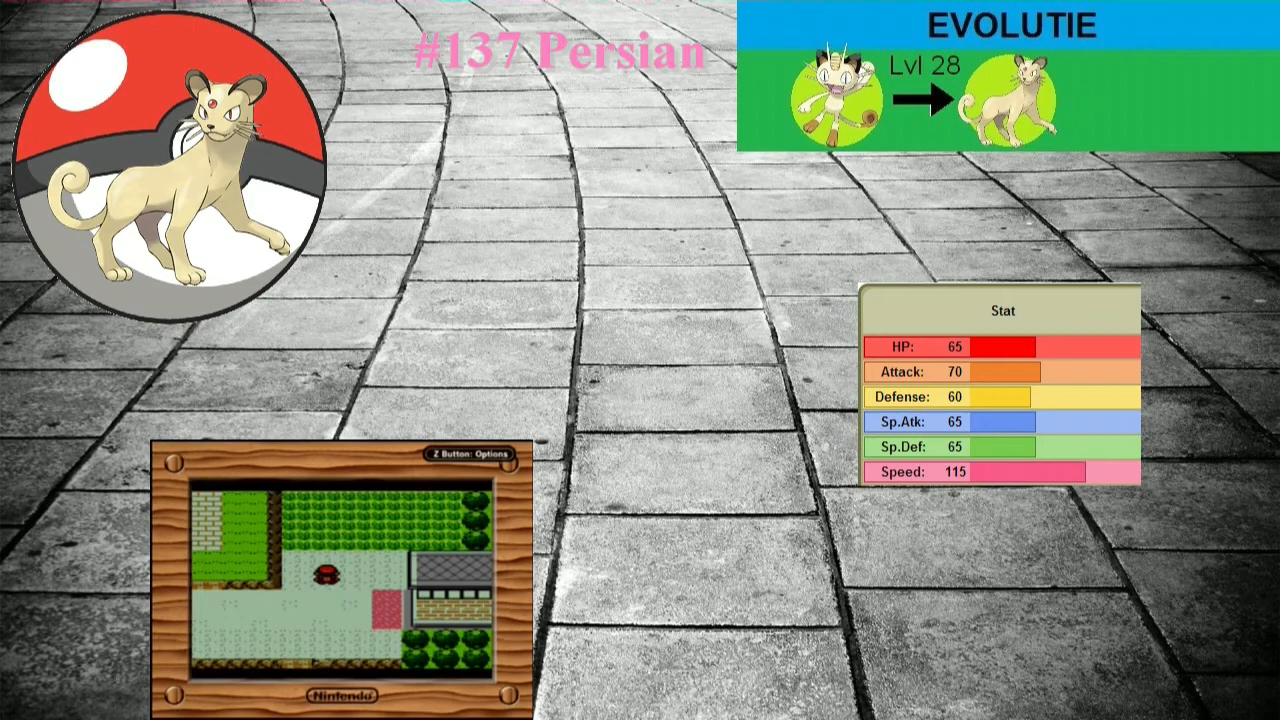 #137 Persian
EVOLUTIE
Lvl 28
Stat
HP: 65
Attack: 70
Defense: 60
Sp.Atk: 65
Sp.Def: 65
Speed: 115
Z Button: Options
Nintendo